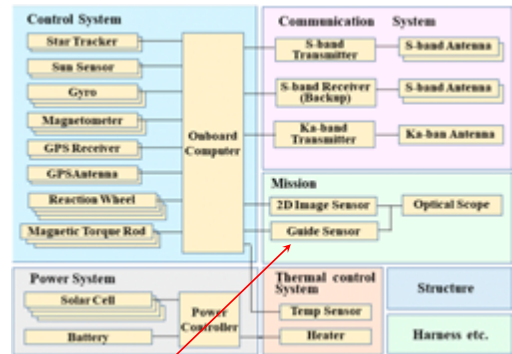 Control System
Star Tracker
Sun Sensor
Gyro
Magnetometer
GPS Receiver
GPSAntenna
Reaction Wheel
Magnetic Torque Rod
Onboard
Computer
Communication System
S-band
Transmitter
S-band Antenna
S-band Receiver
(Backup)
S-band Antenna
Ka-band
Transmitter
Ka-ban Antenna
Mission
2D Image Sensor
Optical Scope
Guide Sensor
Power System
Solar Cell
Battery
Power
Controller
Thermal control
System
Temp Sensor
Heater
Structure
Harness etc.